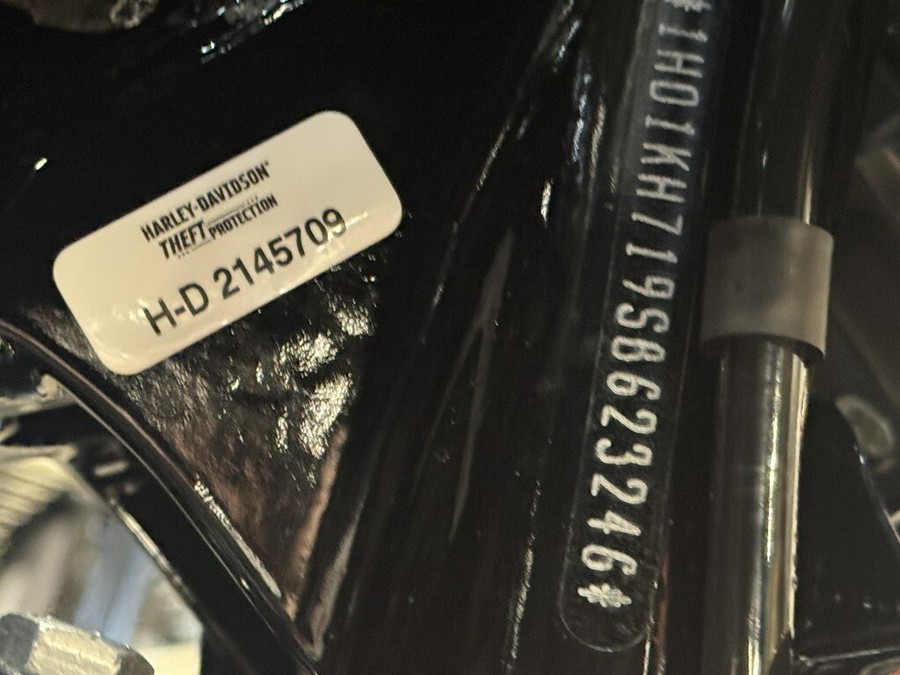 HARLEY-DAVIDSON®
THEFT PROTECTION
H-D 2145709
*1HD1KH719SB623246*